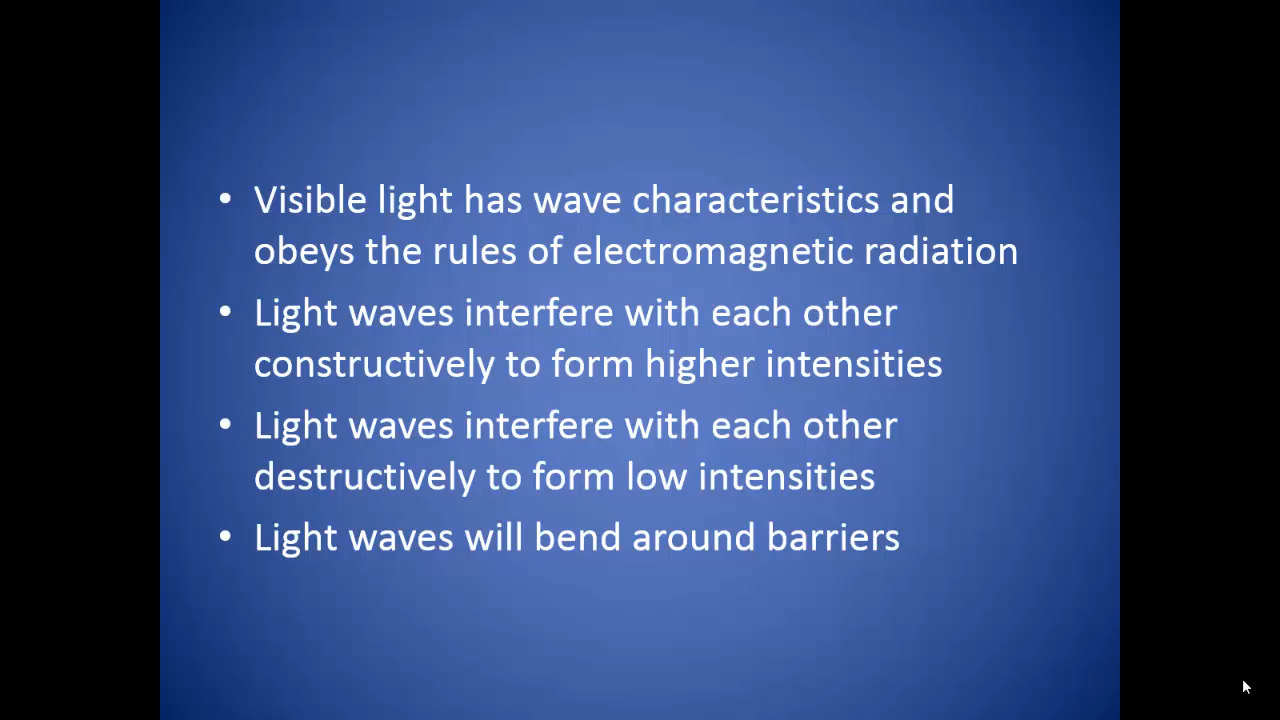 • Visible light has wave characteristics and
obeys the rules of electromagnetic radiation
• Light waves interfere with each other
constructively to form higher intensities
• Light waves interfere with each other
destructively to form low intensities
• Light waves will bend around barriers